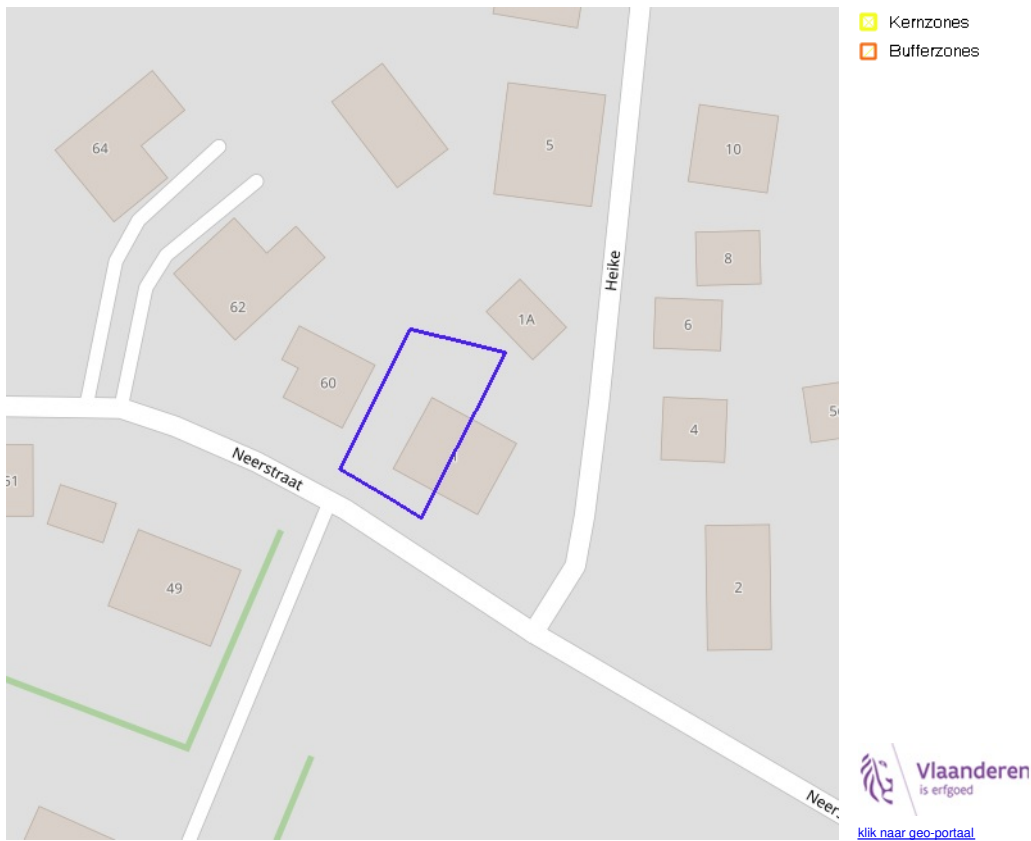 Kernzones
Bufferzones
64
5
10
8
Heike
62
1A
6
60
4
Neerstraat
49
2
Vlaanderen
is erfgoed
klik naar geo-portaal